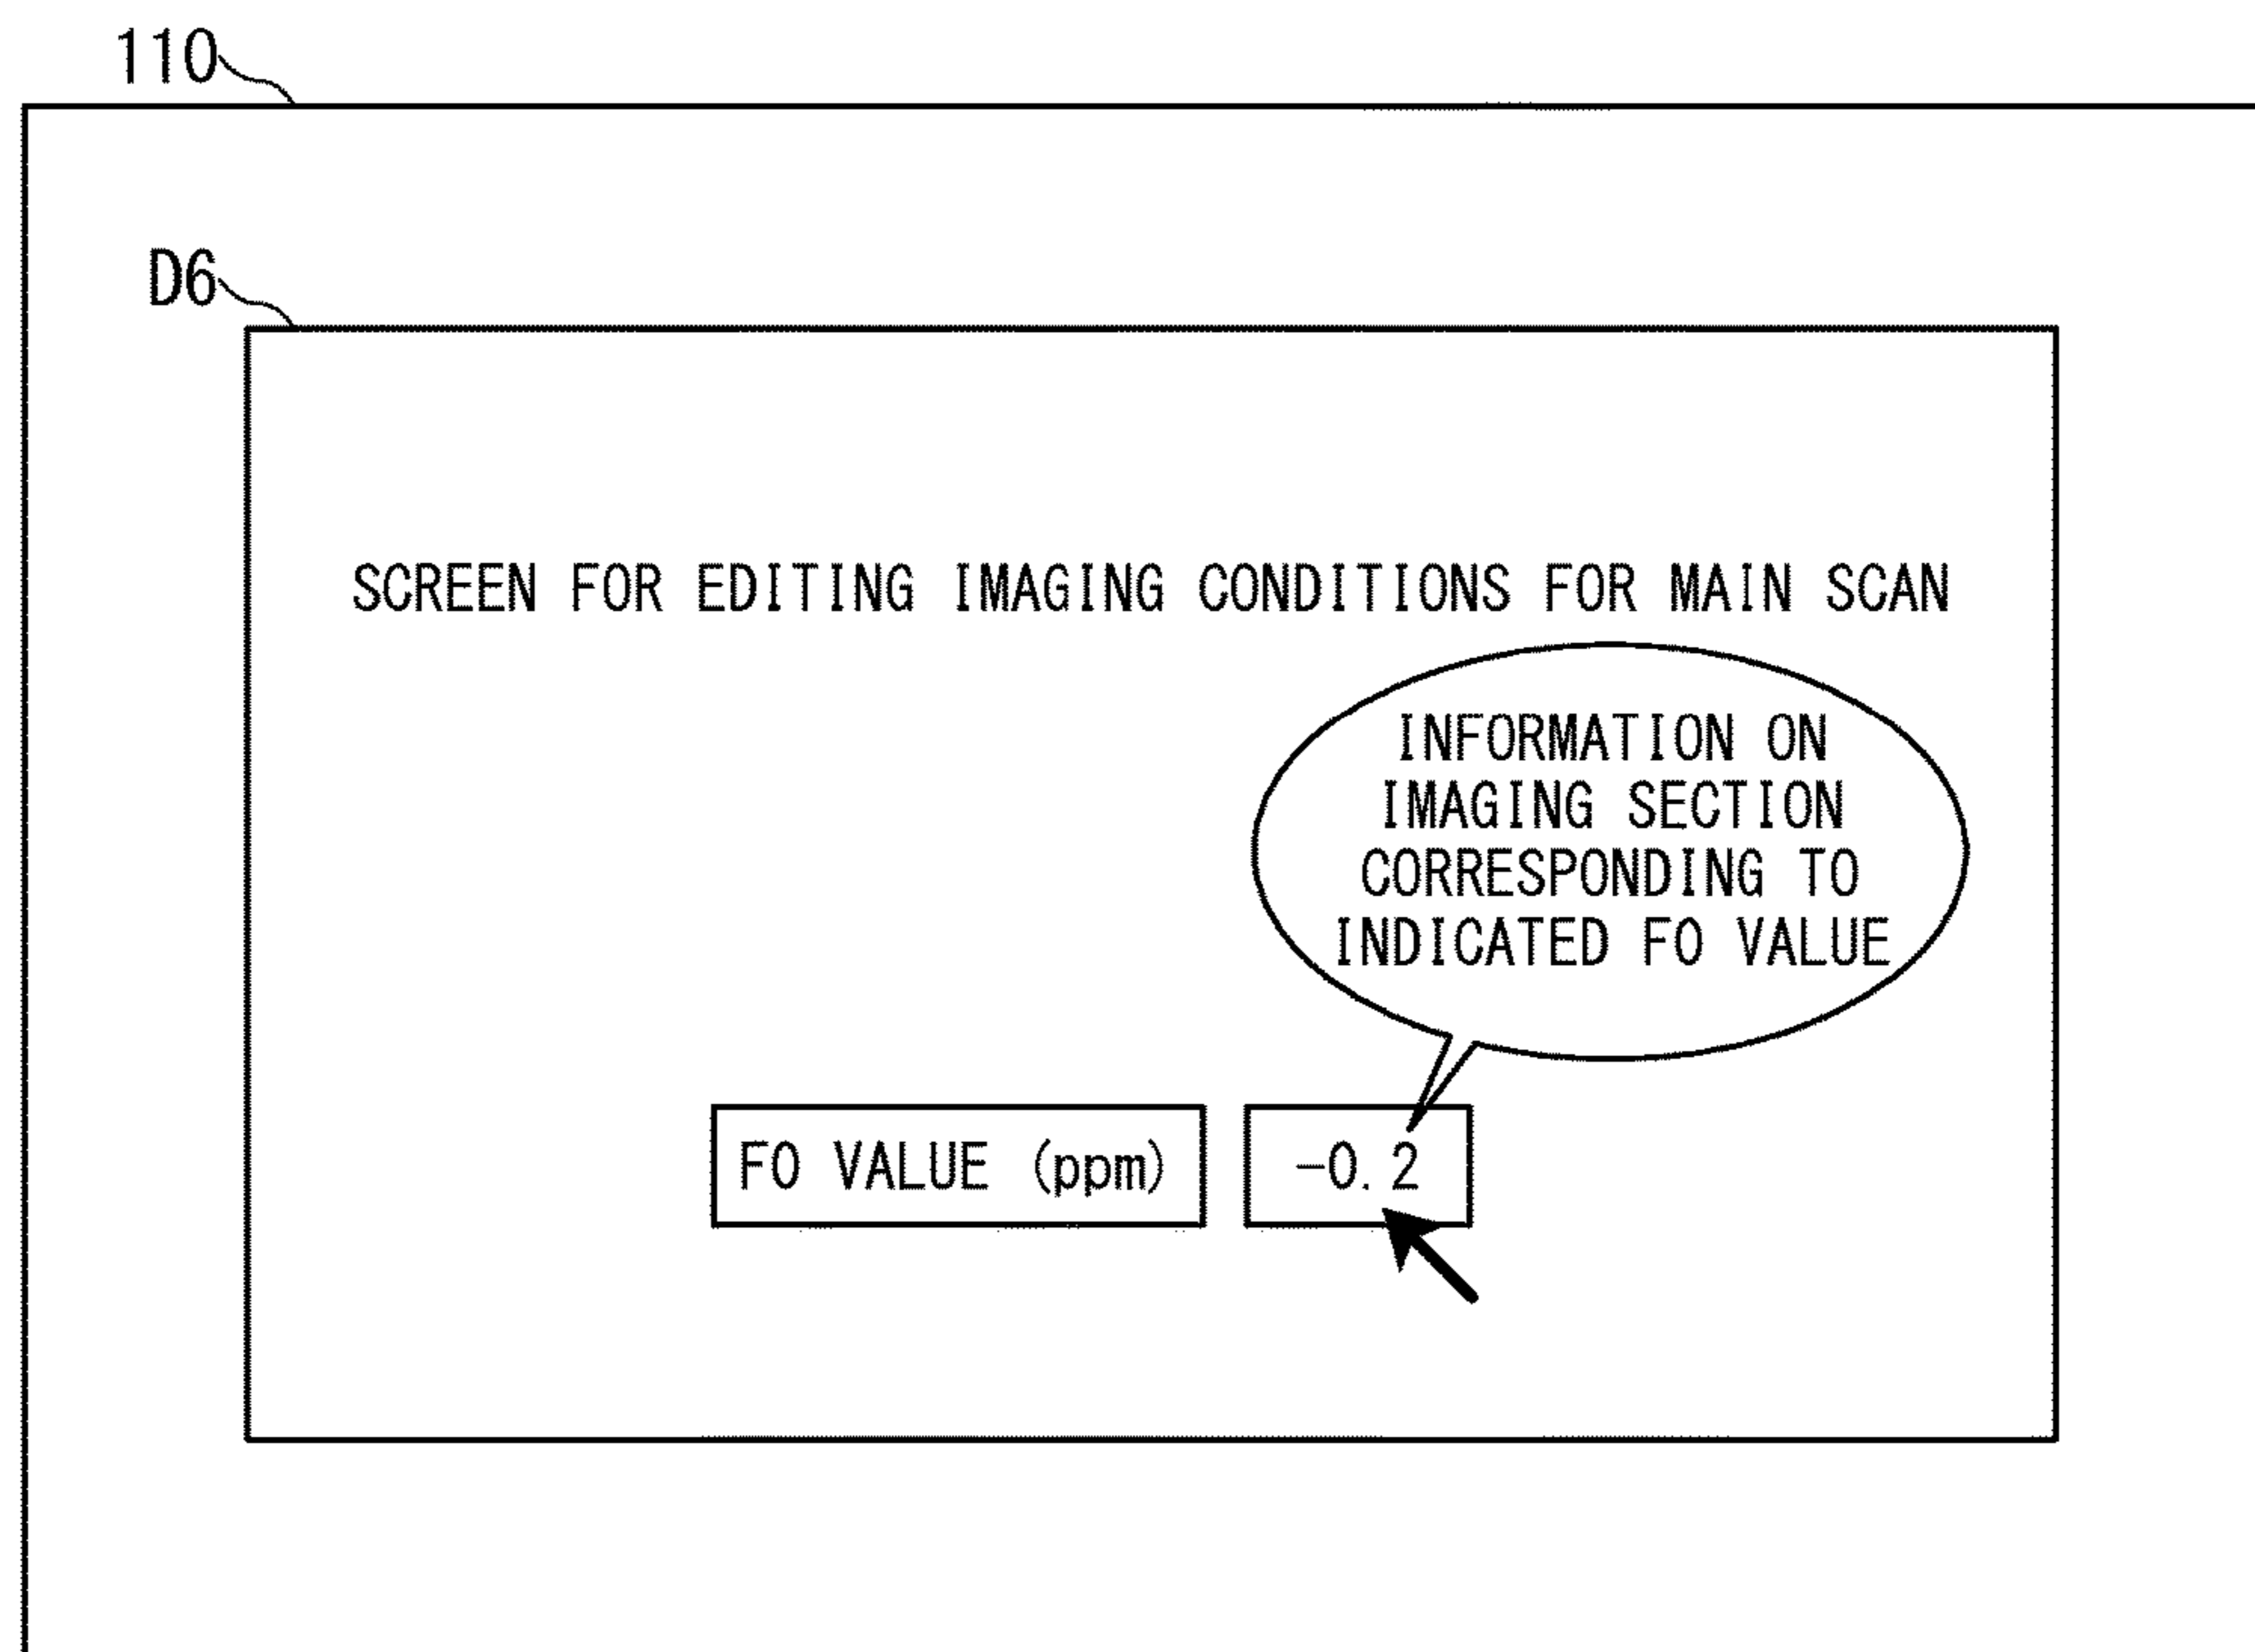 110
D6
SCREEN FOR EDITING IMAGING CONDITIONS FOR MAIN SCAN
INFORMATION ON
IMAGING SECTION
CORRESPONDING TO
INDICATED F0 VALUE
F0 VALUE (ppm) -0.2